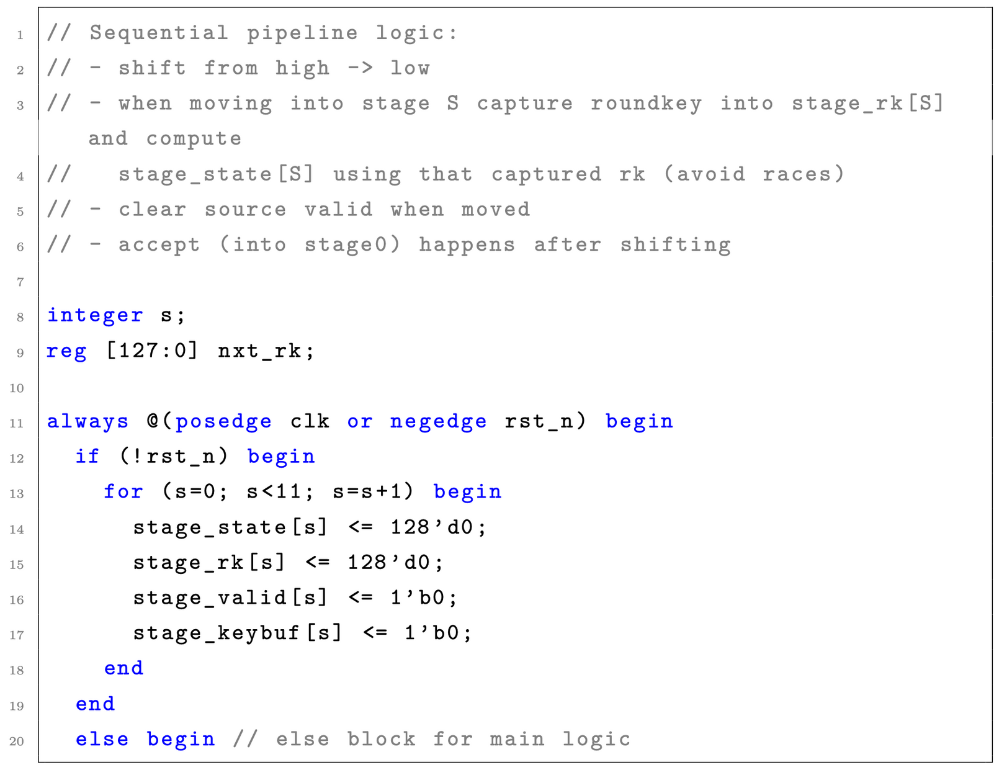 1 // Sequential pipeline logic:
2 // - shift from high -> low
3 // - when moving into stage S capture roundkey into stage_rk[S]
and compute
4 //   stage_state[S] using that captured rk (avoid races)
5 // - clear source valid when moved
6 // - accept (into stage0) happens after shifting
7
8 integer s;
9 reg [127:0] nxt_rk;
10
11 always @(posedge clk or negedge rst_n) begin
12   if (!rst_n) begin
13     for (s=0; s<11; s=s+1) begin
14       stage_state[s] <= 128’d0;
15       stage_rk[s] <= 128’d0;
16       stage_valid[s] <= 1’b0;
17       stage_keybuf[s] <= 1’b0;
18     end
19   end
20   else begin // else block for main logic